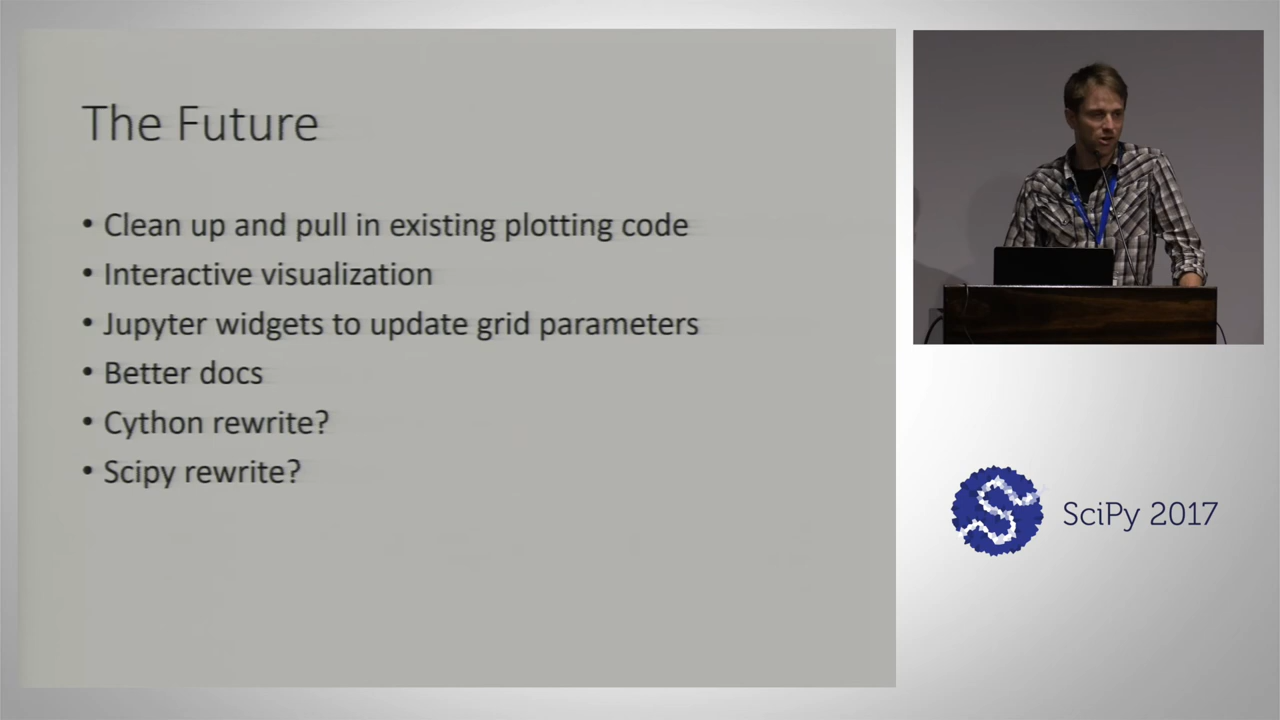 The Future
• Clean up and pull in existing plotting code
• Interactive visualization
• Jupyter widgets to update grid parameters
• Better docs
• Cython rewrite?
• Scipy rewrite?
SciPy 2017